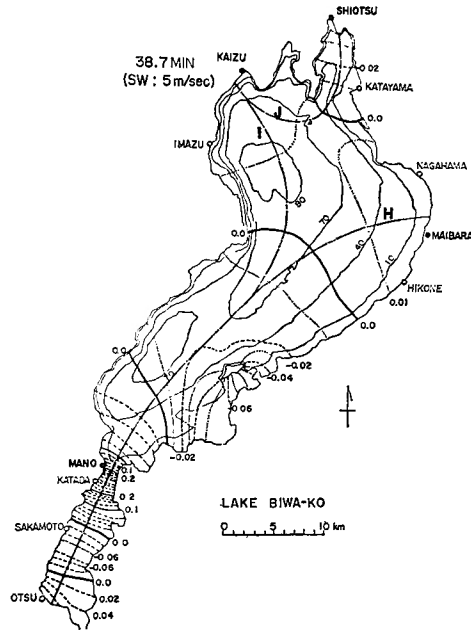 SHIOTSU
38.7 MIN
(SW : 5 m/sec)
KAIZU
0.2
KATAYAMA
J
0.0
I
IMAZU
NAGAHAMA
80
70
H
0.0
MAIBARA
60
10
HIKONE
0.01
0.0
0.0
-0.02
-0.04
-0.06
-0.02
MANO
0.1
0.2
KATADA
0.2
0.1
LAKE BIWA-KO
0 5 10 km
SAKAMOTO
0.0
-0.06
-0.06
0.0
OTSU
0.02
0.04